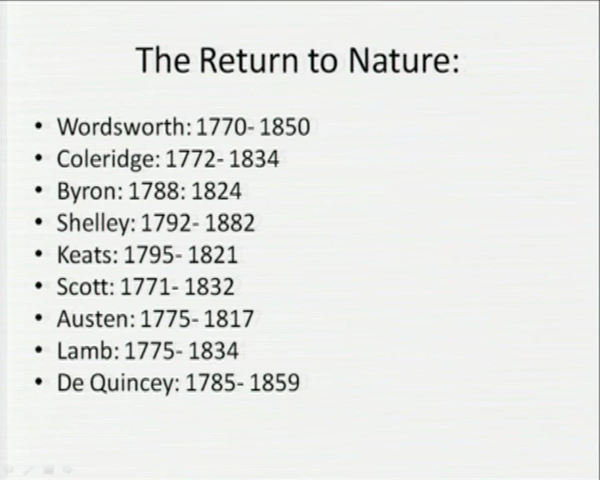 The Return to Nature:
• Wordsworth: 1770- 1850
• Coleridge: 1772- 1834
• Byron: 1788: 1824
• Shelley: 1792- 1882
• Keats: 1795- 1821
• Scott: 1771- 1832
• Austen: 1775- 1817
• Lamb: 1775- 1834
• De Quincey: 1785- 1859